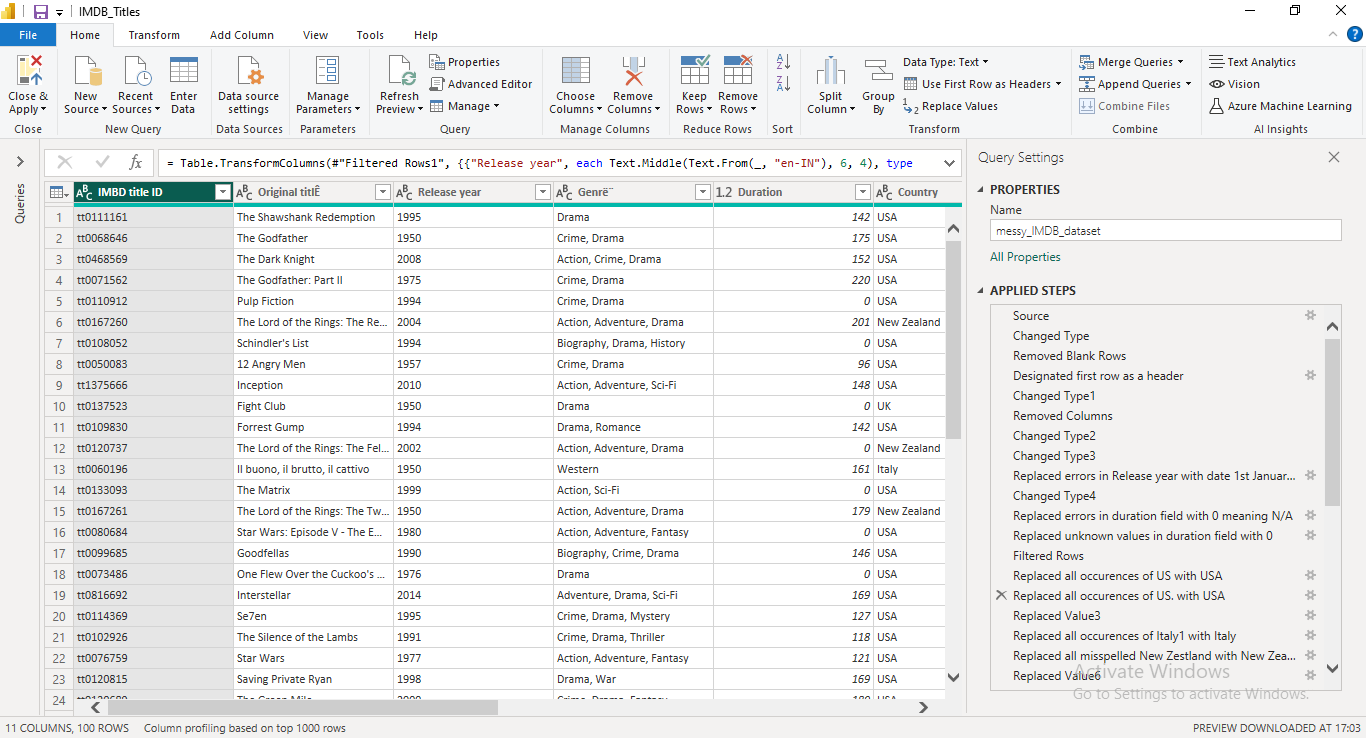 IMDB_Titles
File Home Transform Add Column View Tools Help
Close & Apply
New Source
Recent Sources
Enter Data
Data source settings
Manage Parameters
Refresh Preview
Properties
Advanced Editor
Manage
Choose Columns
Remove Columns
Keep Rows
Remove Rows
Split Column
Group By
Data Type: Text
Use First Row as Headers
Replace Values
Merge Queries
Append Queries
Combine Files
Text Analytics
Vision
Azure Machine Learning
Close New Query Data Sources Parameters Query Manage Columns Reduce Rows Sort Transform Combine AI Insights
Queries
fx = Table.TransformColumns(#"Filtered Rows1", {{"Release year", each Text.Middle(Text.From(_, "en-IN"), 6, 4), type
IMBD title ID Original titlÊ Release year Genrë¨ 1.2 Duration Country
1 tt0111161 The Shawshank Redemption 1995 Drama 142 USA
2 tt0068646 The Godfather 1950 Crime, Drama 175 USA
3 tt0468569 The Dark Knight 2008 Action, Crime, Drama 152 USA
4 tt0071562 The Godfather: Part II 1975 Crime, Drama 220 USA
5 tt0110912 Pulp Fiction 1994 Crime, Drama 0 USA
6 tt0167260 The Lord of the Rings: The Re... 2004 Action, Adventure, Drama 201 New Zealand
7 tt0108052 Schindler's List 1994 Biography, Drama, History 0 USA
8 tt0050083 12 Angry Men 1957 Crime, Drama 96 USA
9 tt1375666 Inception 2010 Action, Adventure, Sci-Fi 148 USA
10 tt0137523 Fight Club 1950 Drama 0 UK
11 tt0109830 Forrest Gump 1994 Drama, Romance 142 USA
12 tt0120737 The Lord of the Rings: The Fel... 2002 Action, Adventure, Drama 0 New Zealand
13 tt0060196 Il buono, il brutto, il cattivo 1950 Western 161 Italy
14 tt0133093 The Matrix 1999 Action, Sci-Fi 0 USA
15 tt0167261 The Lord of the Rings: The Tw... 1950 Action, Adventure, Drama 179 New Zealand
16 tt0080684 Star Wars: Episode V - The E... 1980 Action, Adventure, Fantasy 0 USA
17 tt0099685 Goodfellas 1990 Biography, Crime, Drama 146 USA
18 tt0073486 One Flew Over the Cuckoo's ... 1976 Drama 0 USA
19 tt0816692 Interstellar 2014 Adventure, Drama, Sci-Fi 169 USA
20 tt0114369 Se7en 1995 Crime, Drama, Mystery 127 USA
21 tt0102926 The Silence of the Lambs 1991 Crime, Drama, Thriller 118 USA
22 tt0076759 Star Wars 1977 Action, Adventure, Fantasy 121 USA
23 tt0120815 Saving Private Ryan 1998 Drama, War 169 USA
24
Query Settings
PROPERTIES
Name
messy_IMDB_dataset
All Properties
APPLIED STEPS
Source
Changed Type
Removed Blank Rows
Designated first row as a header
Changed Type1
Removed Columns
Changed Type2
Changed Type3
Replaced errors in Release year with date 1st Januar...
Changed Type4
Replaced errors in duration field with 0 meaning N/A
Replaced unknown values in duration field with 0
Filtered Rows
Replaced all occurences of US with USA
Replaced all occurences of US. with USA
Replaced Value3
Replaced all occurences of Italy1 with Italy
Replaced all misspelled New Zestland with New Zea...
Replaced Value6
Activate Windows
Go to Settings to activate Windows.
11 COLUMNS, 100 ROWS Column profiling based on top 1000 rows PREVIEW DOWNLOADED AT 17:03